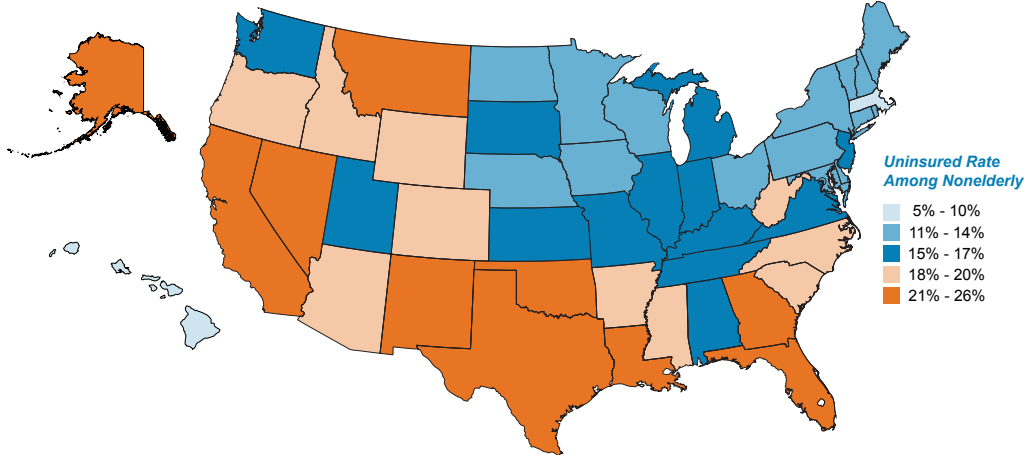 Uninsured Rate
Among Nonelderly
5% - 10%
11% - 14%
15% - 17%
18% - 20%
21% - 26%